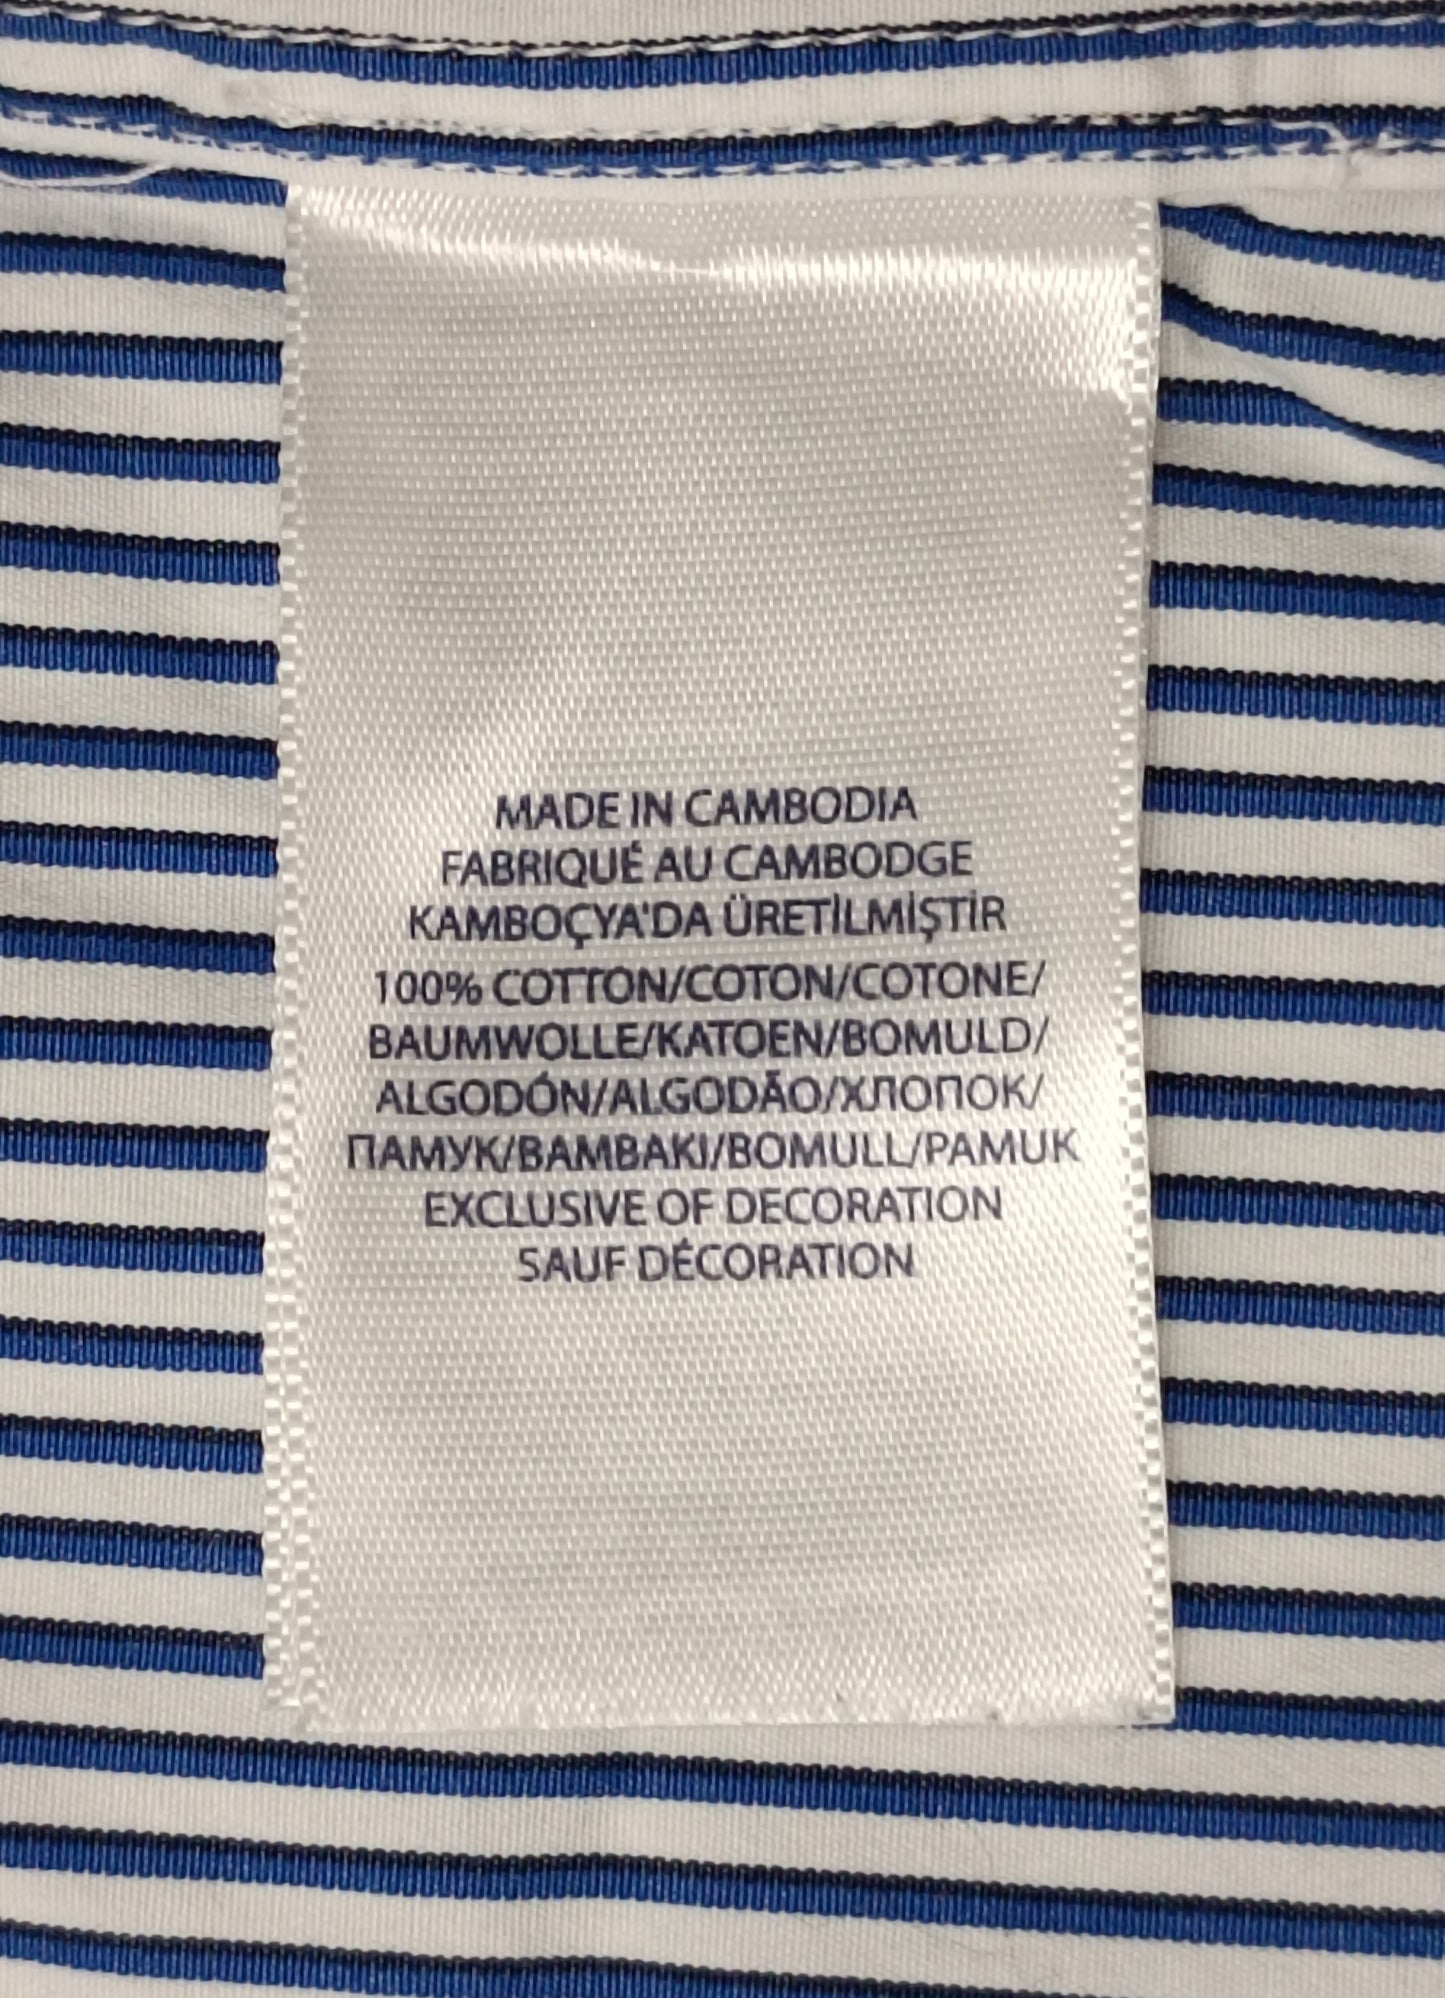 MADE IN CAMBODIA
FABRIQUÉ AU CAMBODGE
KAMBOÇYA'DA ÜRETİLMİŞTİR
100% COTTON/COTON/COTONE/
BAUMWOLLE/KATOEN/BOMULD/
ALGODÓN/ALGODÃO/ХЛОПОК/
ПАМУК/BAMBAKI/BOMULL/PAMUK
EXCLUSIVE OF DECORATION
SAUF DÉCORATION